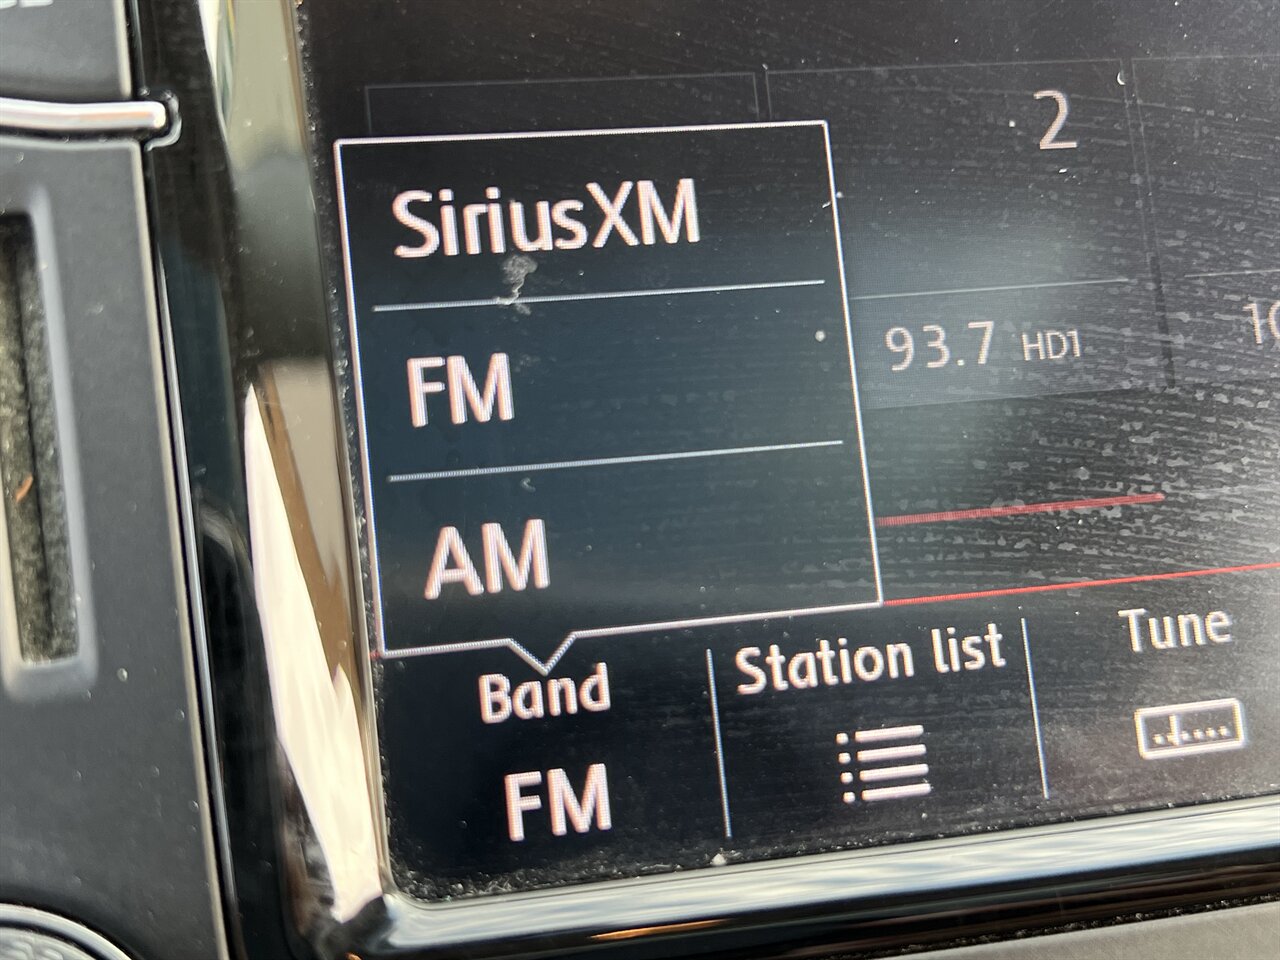 2
SiriusXM
FM
93.7 HD1
AM
Band
Station list
Tune
FM